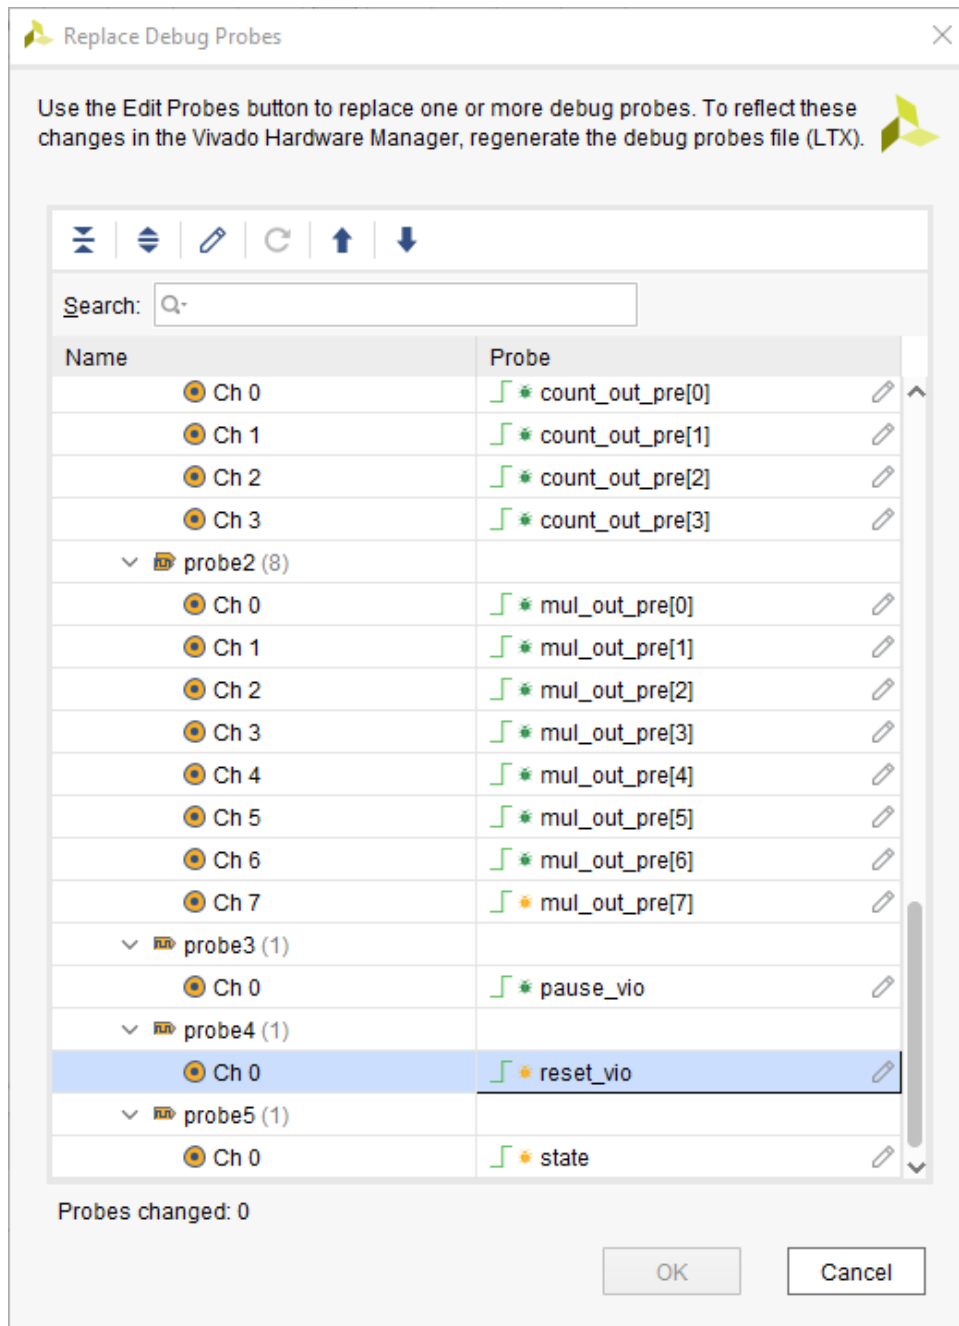 Replace Debug Probes
Use the Edit Probes button to replace one or more debug probes. To reflect these
changes in the Vivado Hardware Manager, regenerate the debug probes file (LTX).
Search:
Name Probe
Ch 0 count_out_pre[0]
Ch 1 count_out_pre[1]
Ch 2 count_out_pre[2]
Ch 3 count_out_pre[3]
probe2 (8)
Ch 0 mul_out_pre[0]
Ch 1 mul_out_pre[1]
Ch 2 mul_out_pre[2]
Ch 3 mul_out_pre[3]
Ch 4 mul_out_pre[4]
Ch 5 mul_out_pre[5]
Ch 6 mul_out_pre[6]
Ch 7 mul_out_pre[7]
probe3 (1)
Ch 0 pause_vio
probe4 (1)
Ch 0 reset_vio
probe5 (1)
Ch 0 state
Probes changed: 0
OK Cancel